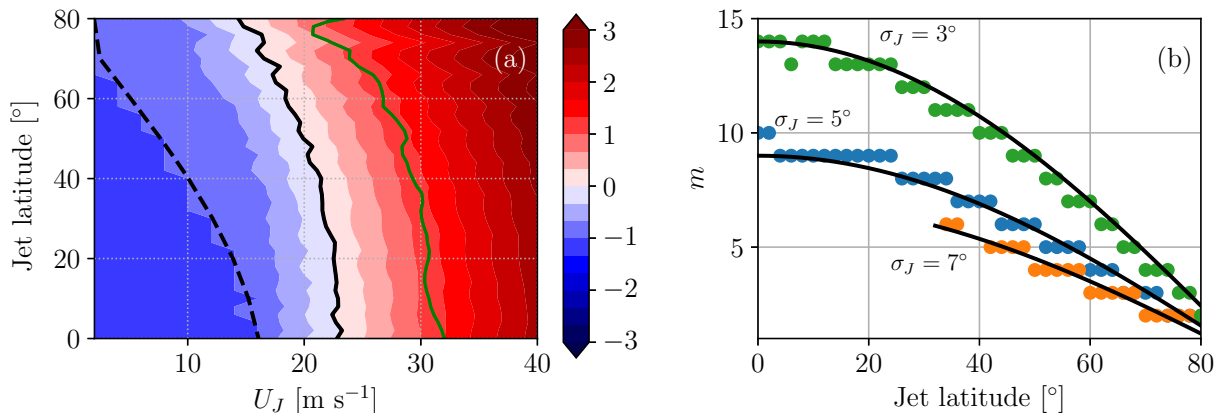 80
60
40
20
0
Jet latitude [°]
10
20
30
40
U_J [m s⁻¹]
(a)
3
2
1
0
−1
−2
−3
15
10
5
m
0
20
40
60
80
Jet latitude [°]
(b)
σ_J = 3°
σ_J = 5°
σ_J = 7°